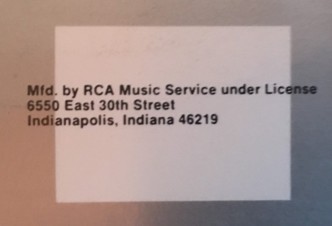 Mfd. by RCA Music Service under License
6550 East 30th Street
Indianapolis, Indiana 46219